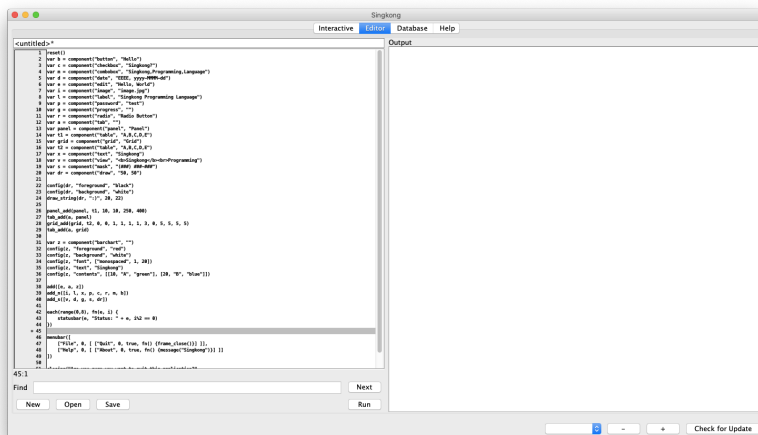 Singkong
Interactive Editor Database Help
<untitled>*
Output
1 reset()
2 var b = component("button", "Hello")
3 var c = component("checkbox", "Singkong?")
4 var m = component("combobox", "Singkong,Programming,Language")
5 var d = component("date", "EEEE, yyyy-MMMM-dd")
6 var e = component("edit", "Hello, World")
7 var i = component("image", "image.jpg")
8 var l = component("label", "Singkong Programming Language")
9 var p = component("password", "test")
10 var g = component("progress", "")
11 var r = component("radio", "Radio Button")
12 var a = component("tab", "")
13 var panel = component("panel", "Panel")
14 var t1 = component("table", "A,B,C,D,E")
15 var grid = component("grid", "Grid")
16 var t2 = component("table", "A,B,C,D,E")
17 var x = component("text", "Singkong")
18 var v = component("view", "<b>Singkong</b><br>Programming")
19 var s = component("mask", "(###) ###-###")
20 var dr = component("draw", "50, 50")
21
22 config(dr, "foreground", "black")
23 config(dr, "background", "white")
24 draw_string(dr, ":)", 20, 22)
25
26 panel_add(panel, t1, 10, 10, 250, 400)
27 tab_add(a, panel)
28 grid_add(grid, t2, 0, 0, 1, 1, 1, 1, 3, 0, 5, 5, 5, 5)
29 tab_add(a, grid)
30
31 var z = component("barchart", "")
32 config(z, "foreground", "red")
33 config(z, "background", "white")
34 config(z, "font", ["monospaced", 1, 20])
35 config(z, "text", "Singkong")
36 config(z, "contents", [[10, "A", "green"], [20, "B", "blue"]])
37
38 add([e, a, z])
39 add_n([i, l, x, p, c, r, m, b])
40 add_s([v, d, g, s, dr])
41
42 each(range(0,8), fn(e, i) {
43 statusbar(e, "Status: " + e, i%2 == 0)
44 })
+ 45
46 menubar([
47 ["File", 0, [ ["Quit", 0, true, fn() {frame_close()}] ]],
48 ["Help", 0, [ ["About", 0, true, fn() {message("Singkong")}] ]]
49 ])
50
45:1
Find Next
New Open Save Run
- + Check for Update